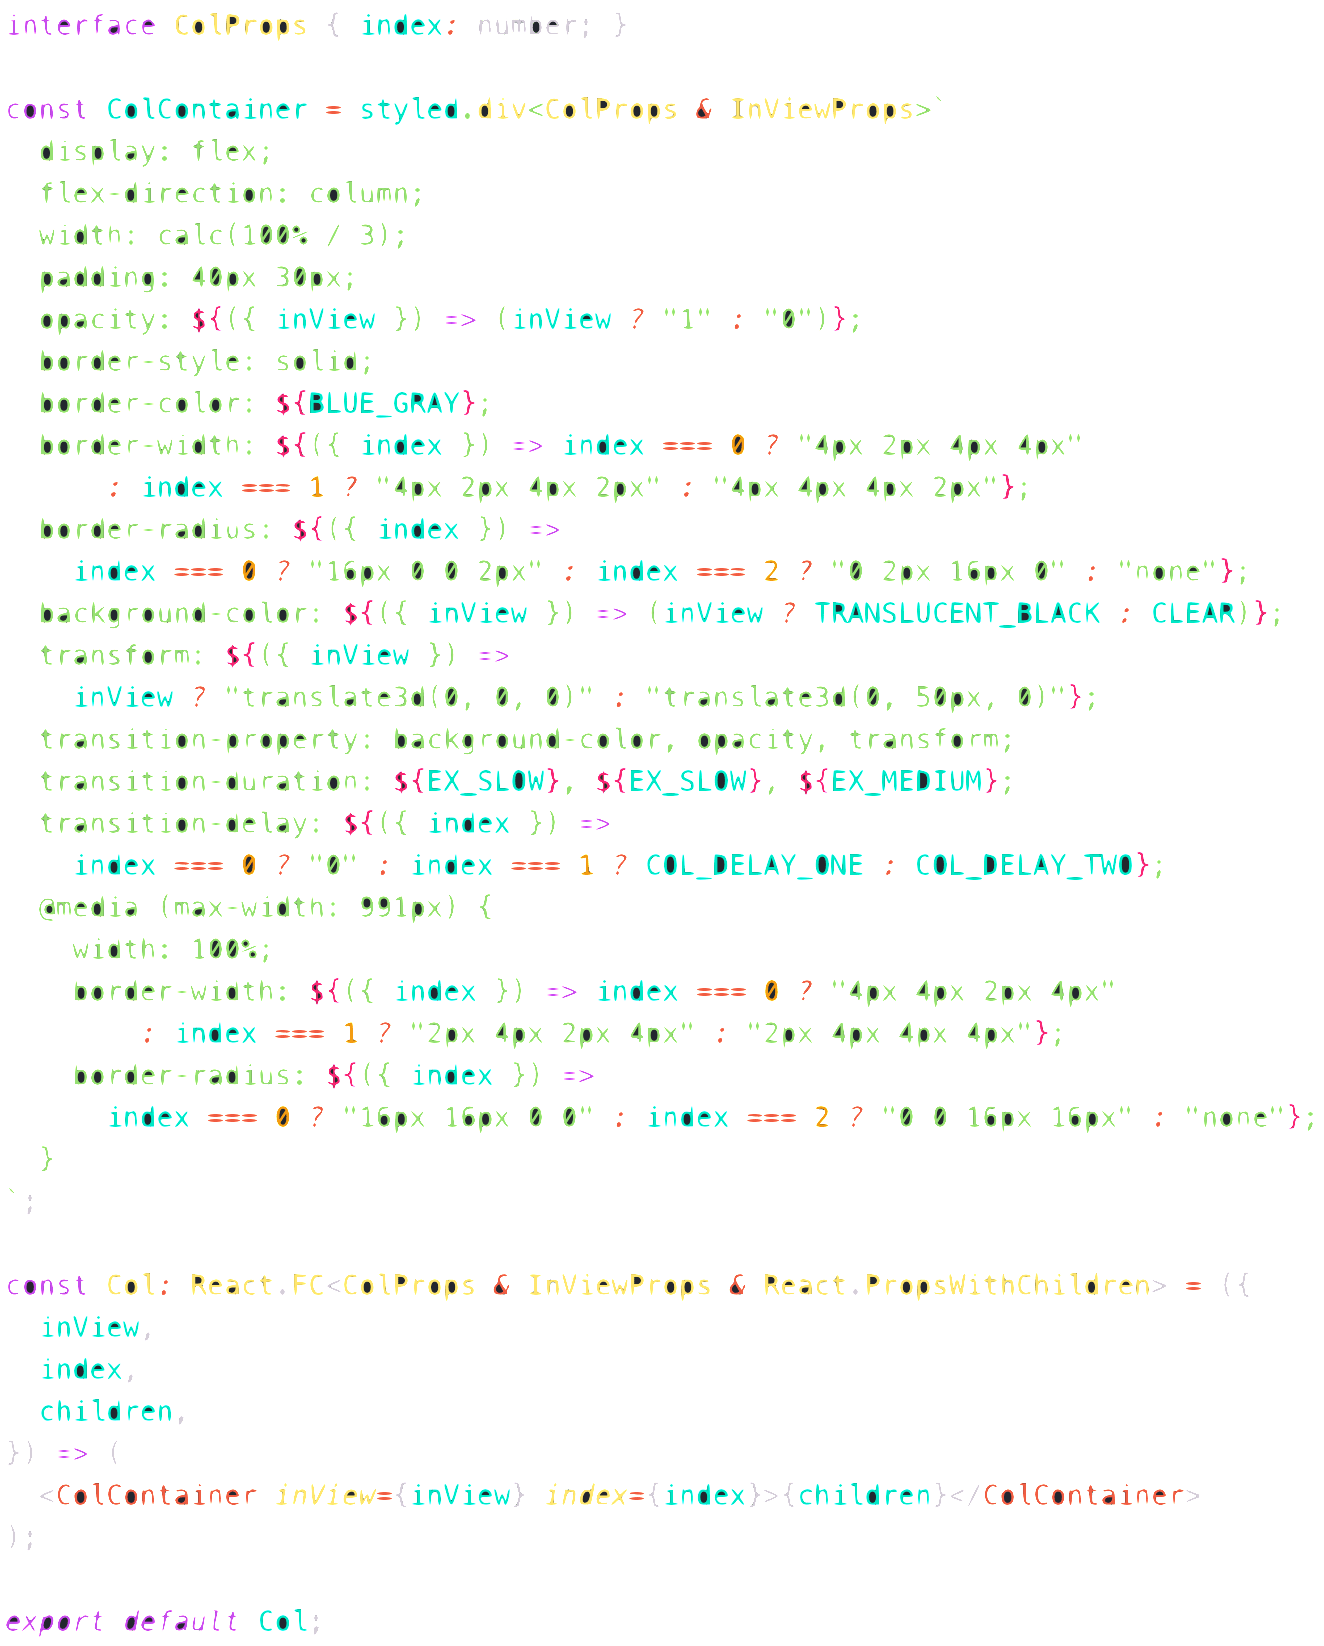 interface ColProps { index: number; }
const ColContainer = styled.div<ColProps & InViewProps>`
  display: flex;
  flex-direction: column;
  width: calc(100% / 3);
  padding: 40px 30px;
  opacity: ${({ inView }) => (inView ? "1" : "0")};
  border-style: solid;
  border-color: ${BLUE_GRAY};
  border-width: ${({ index }) => index === 0 ? "4px 2px 4px 4px"
      : index === 1 ? "4px 2px 4px 2px" : "4px 4px 4px 2px"};
  border-radius: ${({ index }) =>
    index === 0 ? "16px 0 0 2px" : index === 2 ? "0 2px 16px 0" : "none"};
  background-color: ${({ inView }) => (inView ? TRANSLUCENT_BLACK : CLEAR)};
  transform: ${({ inView }) =>
    inView ? "translate3d(0, 0, 0)" : "translate3d(0, 50px, 0)"};
  transition-property: background-color, opacity, transform;
  transition-duration: ${EX_SLOW}, ${EX_SLOW}, ${EX_MEDIUM};
  transition-delay: ${({ index }) =>
    index === 0 ? "0" : index === 1 ? COL_DELAY_ONE : COL_DELAY_TWO};
  @media (max-width: 991px) {
    width: 100%;
    border-width: ${({ index }) => index === 0 ? "4px 4px 2px 4px"
        : index === 1 ? "2px 4px 2px 4px" : "2px 4px 4px 4px"};
    border-radius: ${({ index }) =>
      index === 0 ? "16px 16px 0 0" : index === 2 ? "0 0 16px 16px" : "none"};
  }
`;
const Col: React.FC<ColProps & InViewProps & React.PropsWithChildren> = ({
  inView,
  index,
  children,
}) => (
  <ColContainer inView={inView} index={index}>{children}</ColContainer>
);
export default Col;